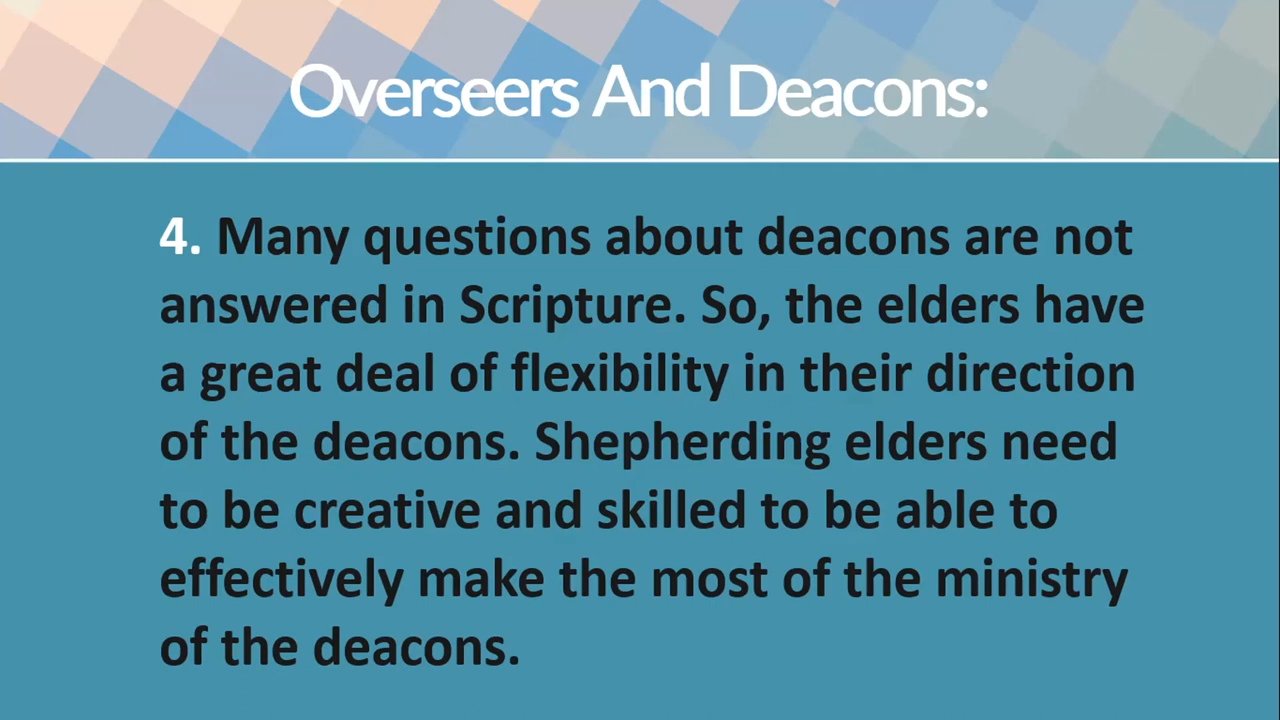 Overseers And Deacons:
4. Many questions about deacons are not
answered in Scripture. So, the elders have
a great deal of flexibility in their direction
of the deacons. Shepherding elders need
to be creative and skilled to be able to
effectively make the most of the ministry
of the deacons.